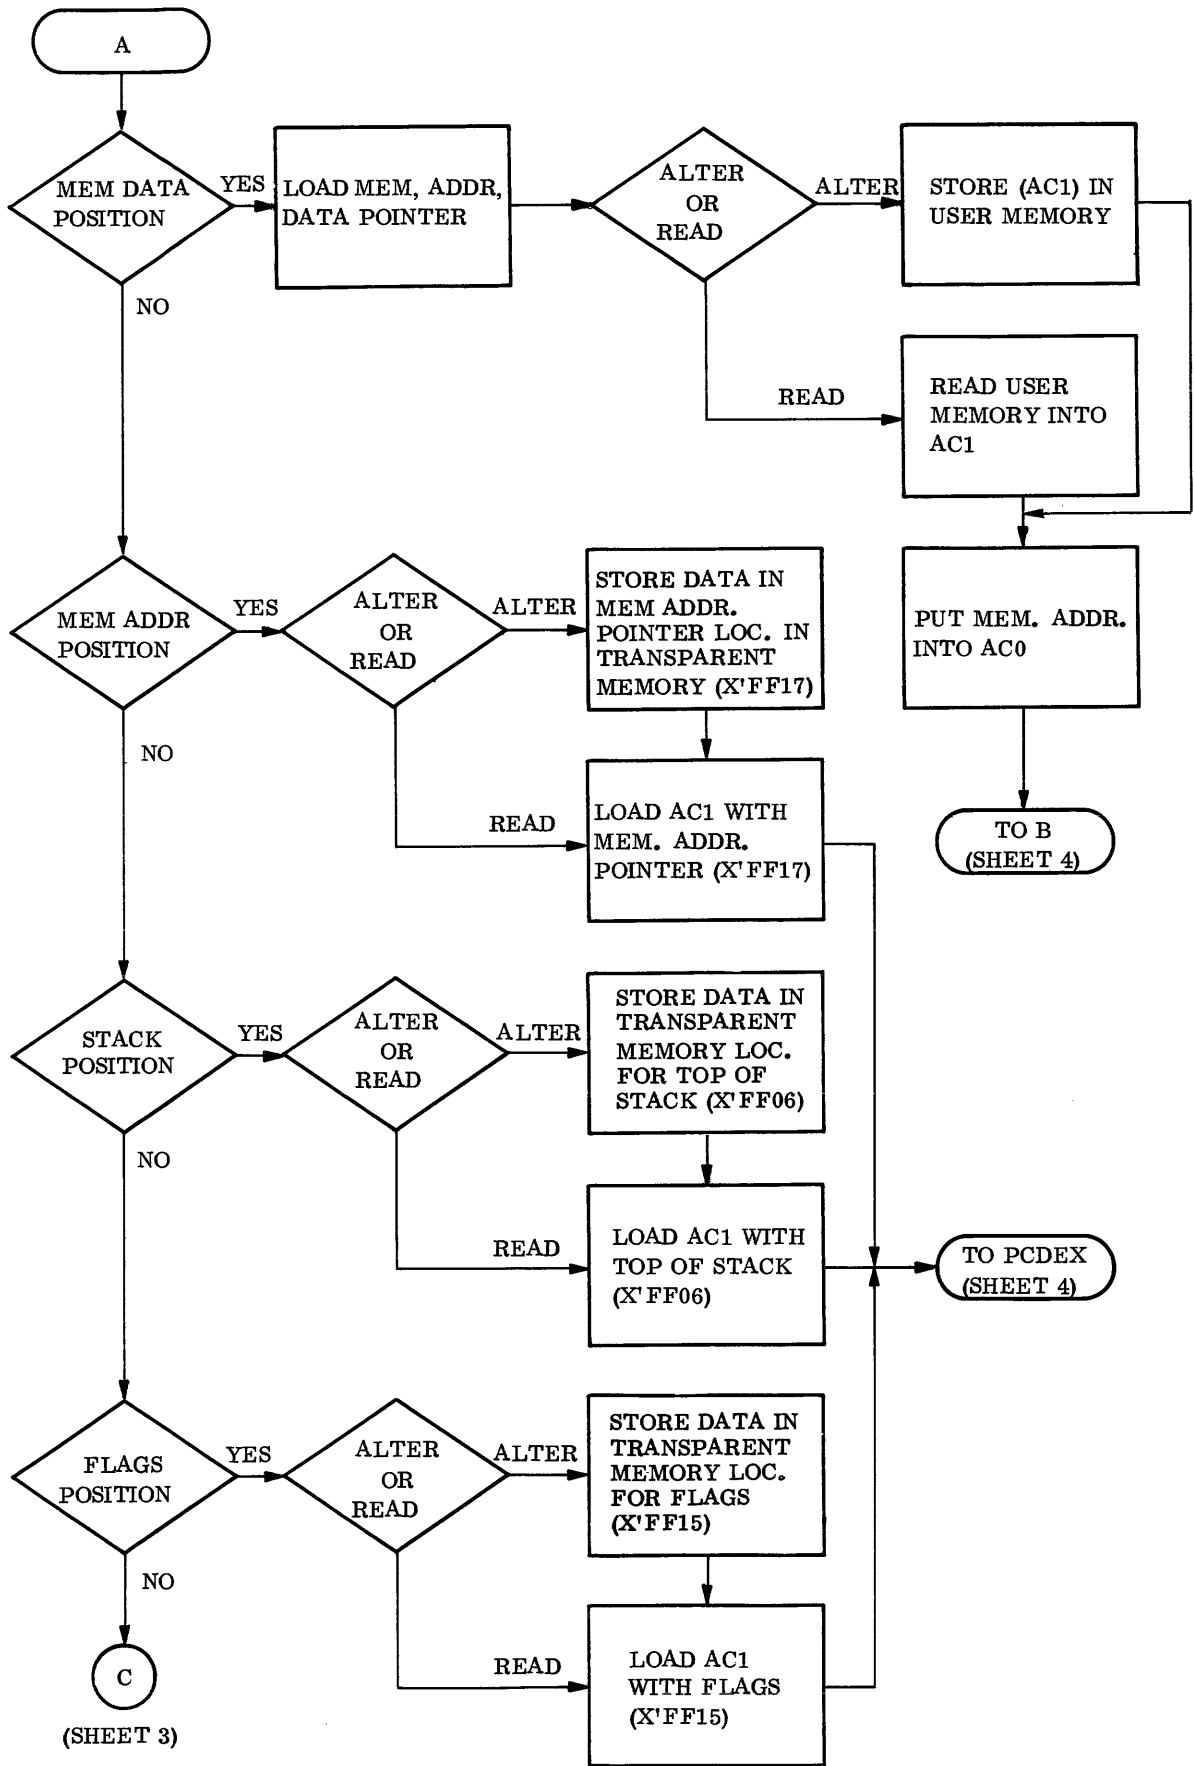 A
MEM DATA
POSITION
YES
LOAD MEM, ADDR,
DATA POINTER
ALTER
OR
READ
ALTER
STORE (AC1) IN
USER MEMORY
NO
READ
READ USER
MEMORY INTO
AC1
PUT MEM. ADDR.
INTO AC0
TO B
(SHEET 4)
MEM ADDR
POSITION
YES
ALTER
OR
READ
ALTER
STORE DATA IN
MEM ADDR.
POINTER LOC. IN
TRANSPARENT
MEMORY (X'FF17)
NO
READ
LOAD AC1 WITH
MEM. ADDR.
POINTER (X'FF17)
STACK
POSITION
YES
ALTER
OR
READ
ALTER
STORE DATA IN
TRANSPARENT
MEMORY LOC.
FOR TOP OF
STACK (X'FF06)
NO
READ
LOAD AC1 WITH
TOP OF STACK
(X'FF06)
TO PCDEX
(SHEET 4)
FLAGS
POSITION
YES
ALTER
OR
READ
ALTER
STORE DATA IN
TRANSPARENT
MEMORY LOC.
FOR FLAGS
(X'FF15)
NO
READ
LOAD AC1
WITH FLAGS
(X'FF15)
C
(SHEET 3)